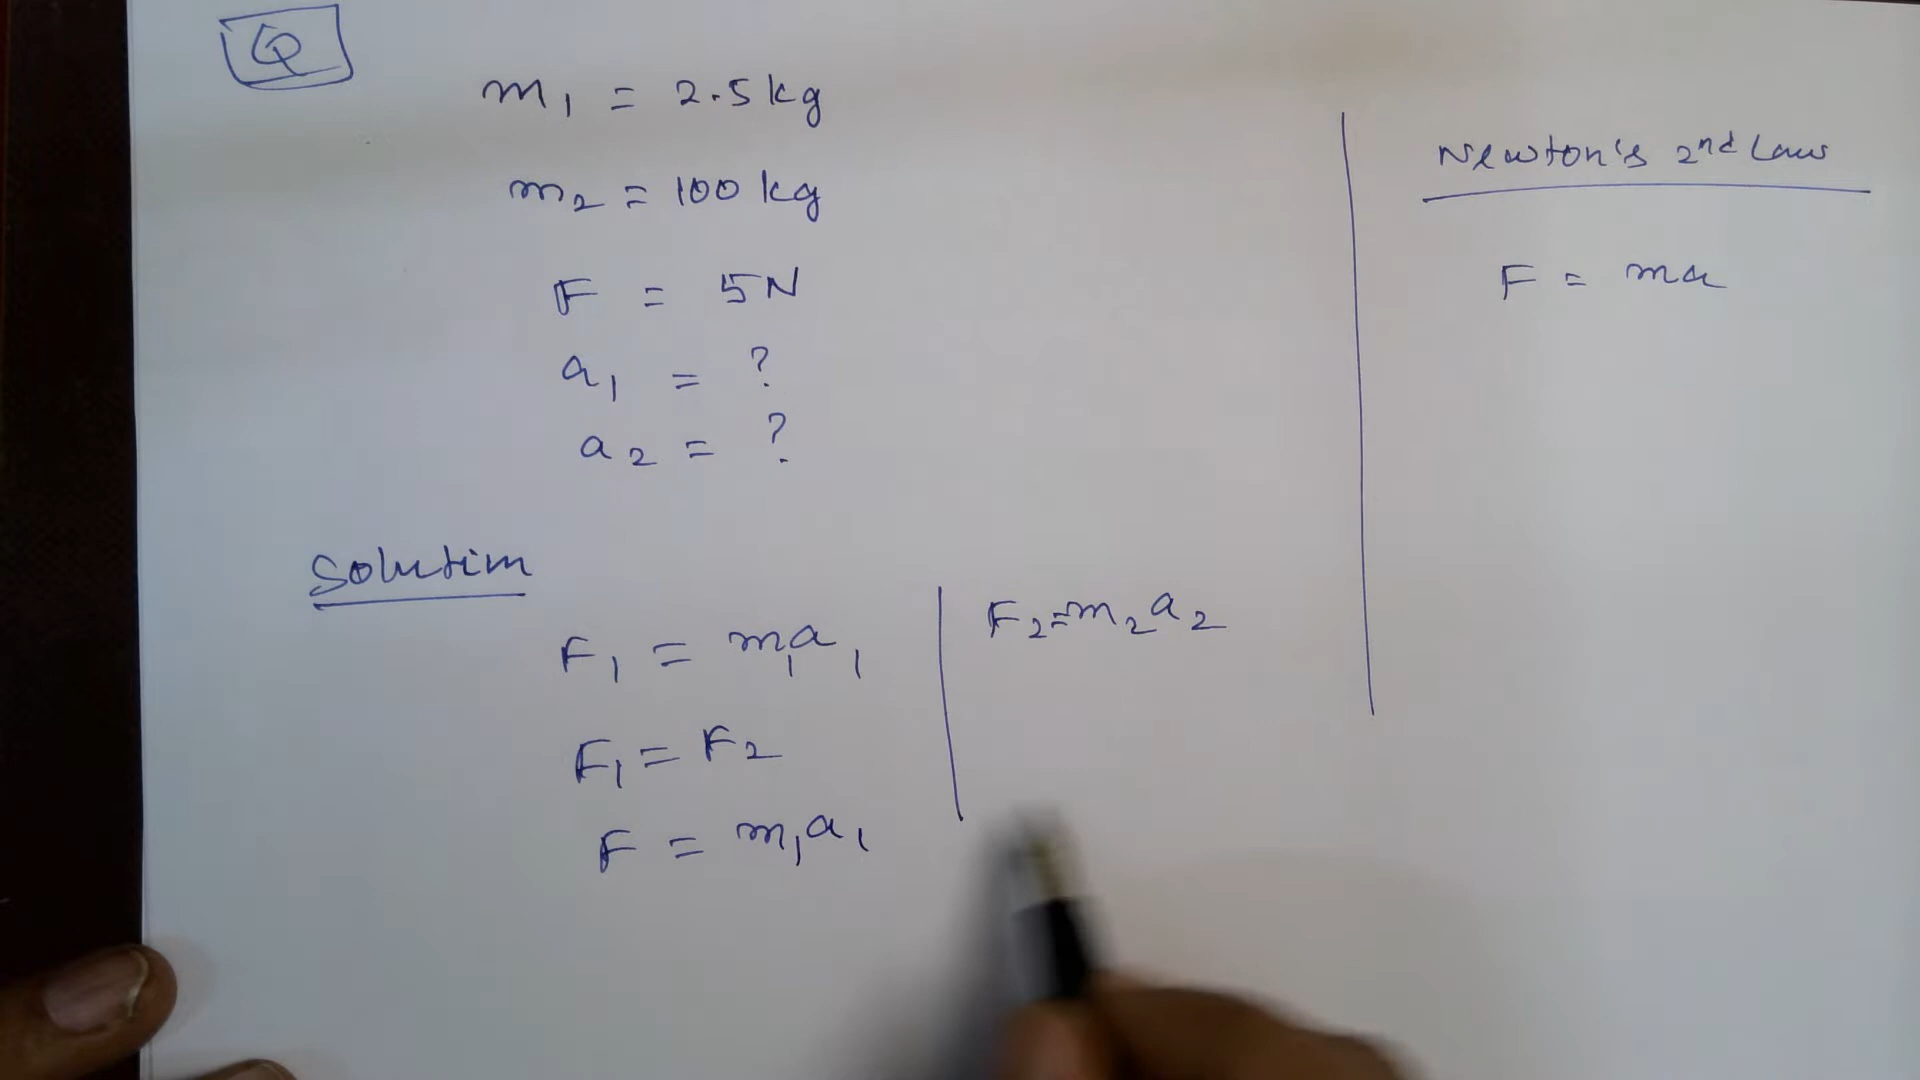 Q
m₁ = 2.5 kg
m₂ = 100 kg
F = 5N
a₁ = ?
a₂ = ?
Solution
F₁ = m₁a₁
F₁ = F₂
F = m₁a₁
F₂ = m₂a₂
Newton's 2nd Law
F = ma